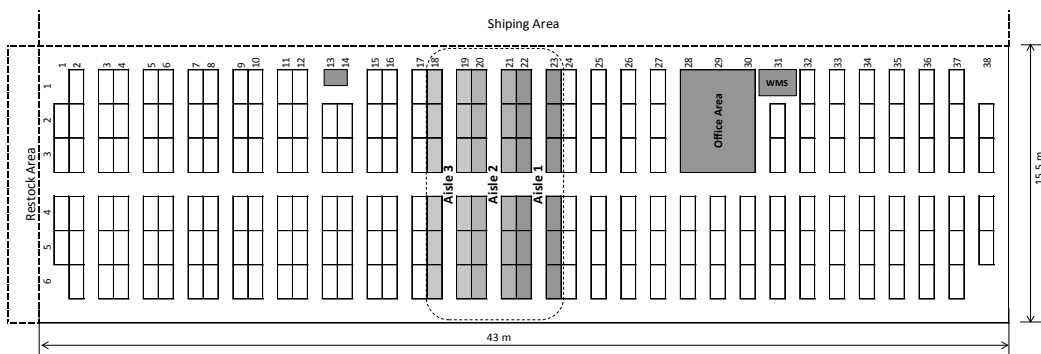 Shiping Area
1 2 3 4 5 6 7 8 9 10 11 12 13 14 15 16 17 18 19 20 21 22 23 24 25 26 27 28 29 30 31 32 33 34 35 36 37 38
1
2
3
4
5
6
Restock Area
Aisle 3
Aisle 2
Aisle 1
Office Area
WMS
15.5 m
43 m